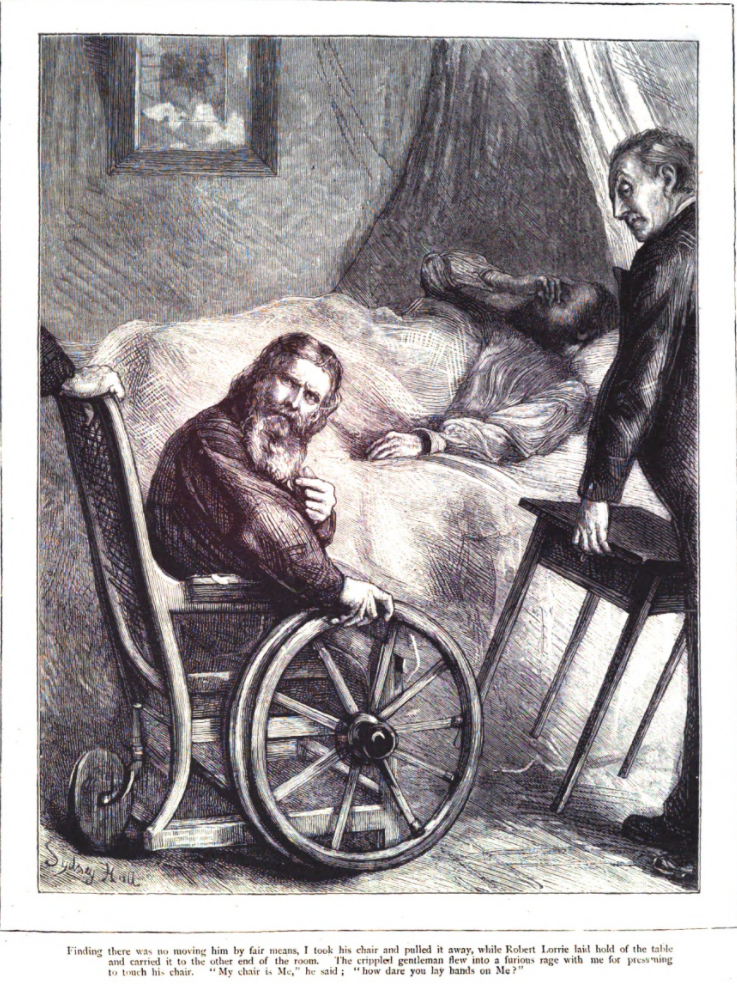 Sydney Hall
Finding there was no moving him by fair means, I took his chair and pulled it away, while Robert Lorrie laid hold of the table
and carried it to the other end of the room. The crippled gentleman flew into a furious rage with me for presuming
to touch his chair. "My chair is Me," he said; "how dare you lay hands on Me?"